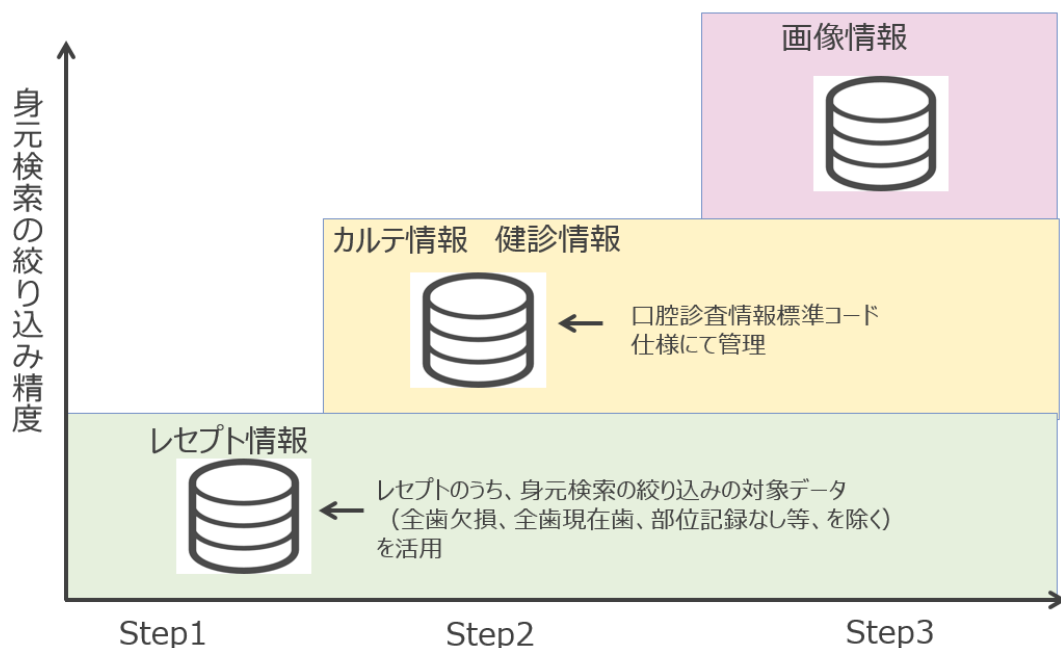 身元検索の絞り込み精度
画像情報
カルテ情報　健診情報
口腔診査情報標準コード
仕様にて管理
レセプト情報
レセプトのうち、身元検索の絞り込みの対象データ
（全歯欠損、全歯現在歯、部位記録なし等、を除く）
を活用
Step1
Step2
Step3